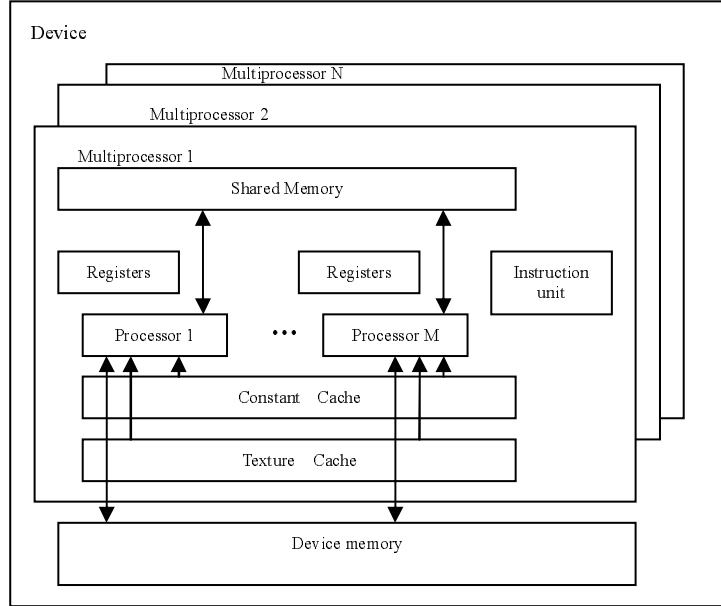 Device
Multiprocessor N
Multiprocessor 2
Multiprocessor 1
Shared Memory
Registers
Registers
Instruction
unit
Processor 1
...
Processor M
Constant Cache
Texture Cache
Device memory